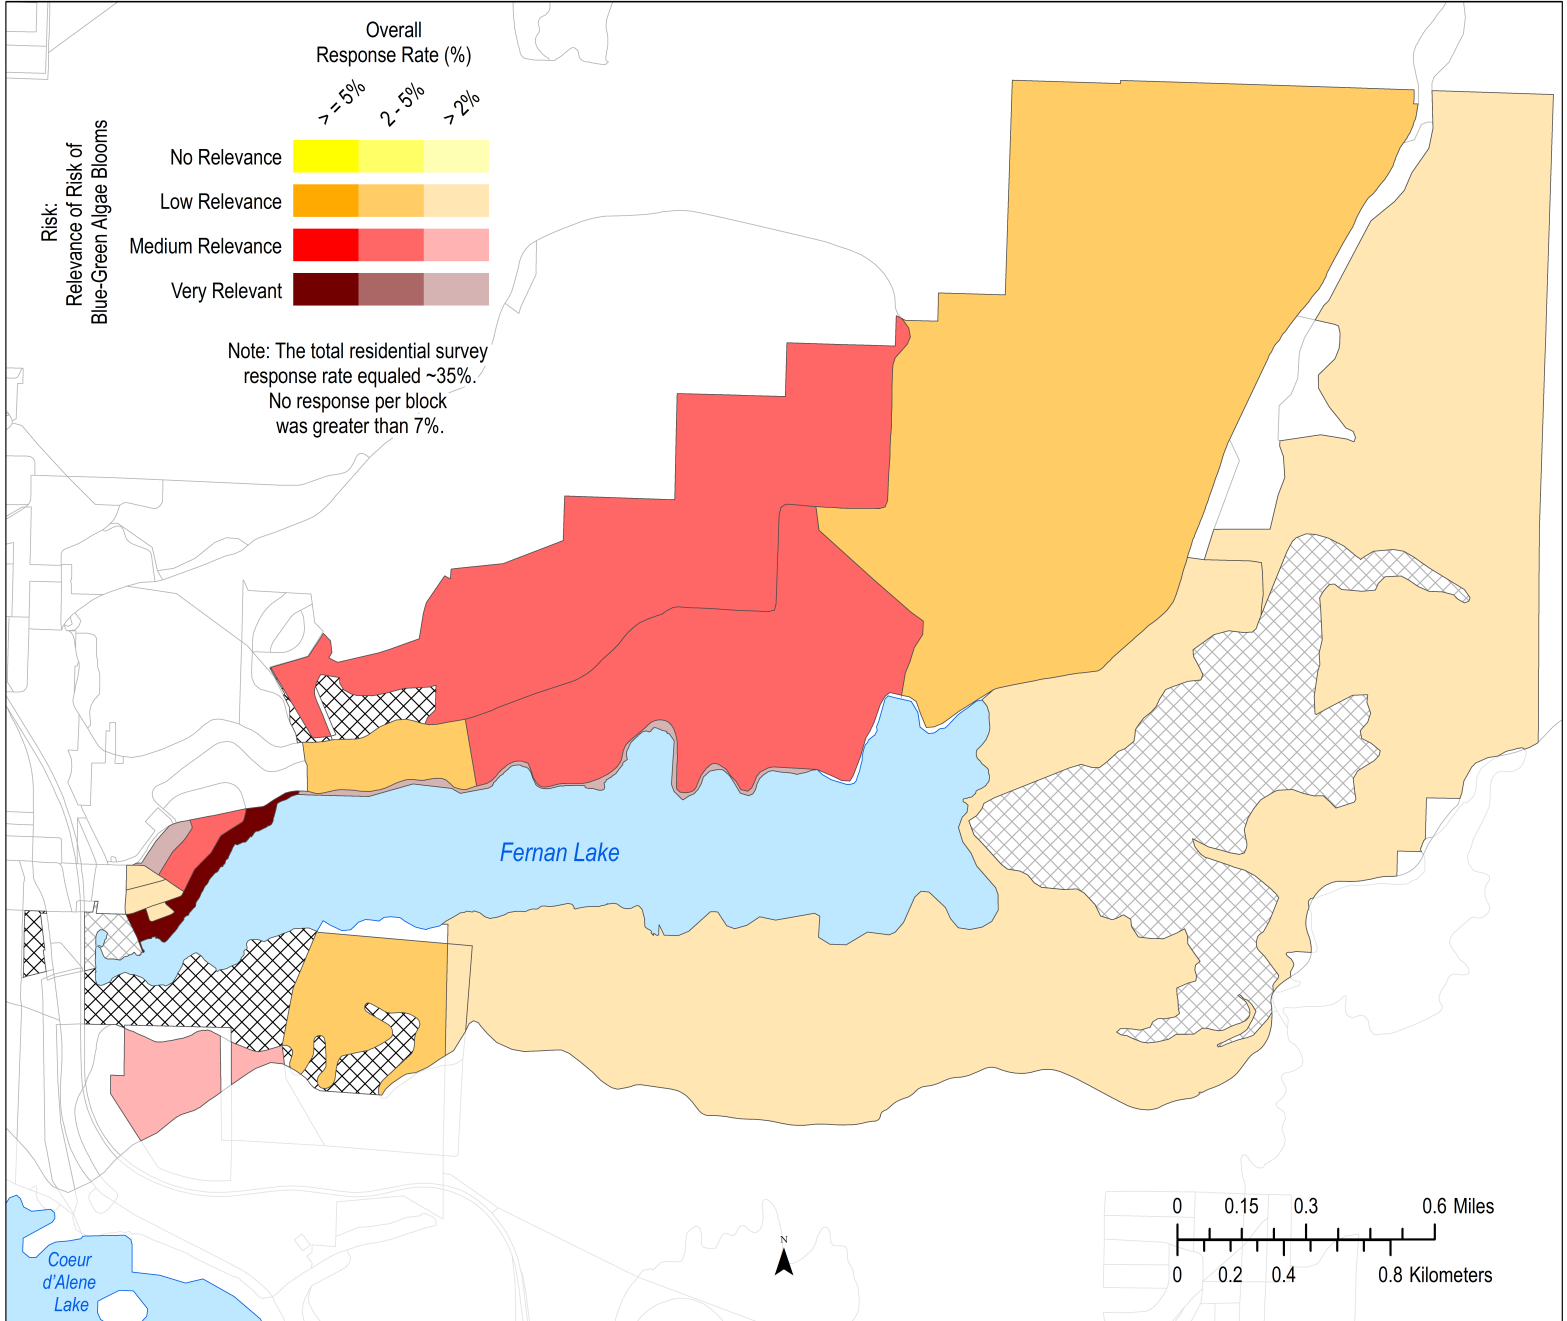 Overall
Response Rate (%)
> = 5%
2 - 5%
> 2%
Risk:
Relevance of Risk of
Blue-Green Algae Blooms
No Relevance
Low Relevance
Medium Relevance
Very Relevant
Note: The total residential survey
response rate equaled ~35%.
No response per block
was greater than 7%.
Fernan Lake
Coeur
d'Alene
Lake
N
0 0.15 0.3 0.6 Miles
0 0.2 0.4 0.8 Kilometers